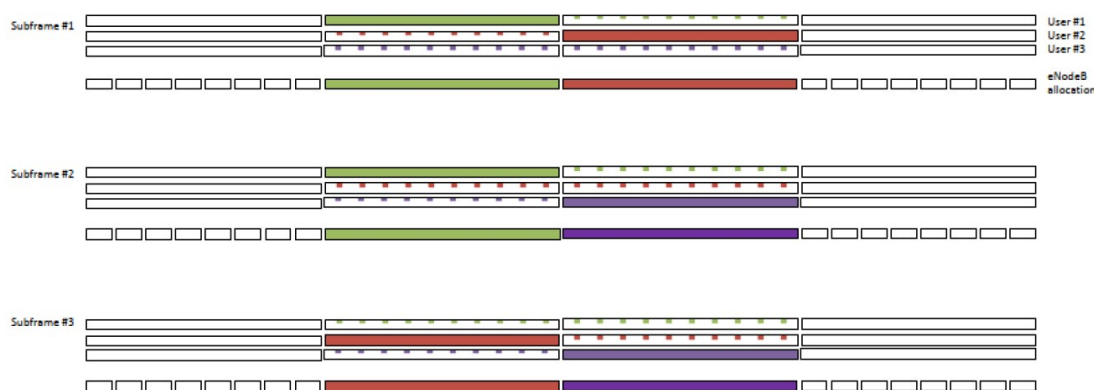 Subframe #1
User #1
User #2
User #3
eNodeB
allocation
Subframe #2
Subframe #3